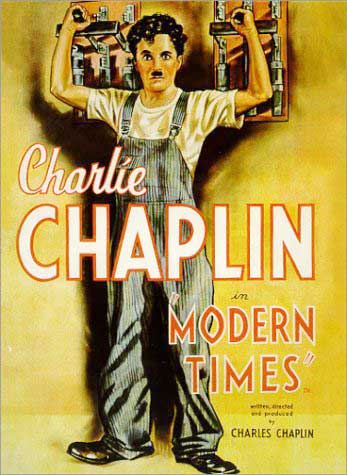 Charlie
CHAPLIN
in
"MODERN
TIMES"
written, directed
and produced
by
CHARLES CHAPLIN